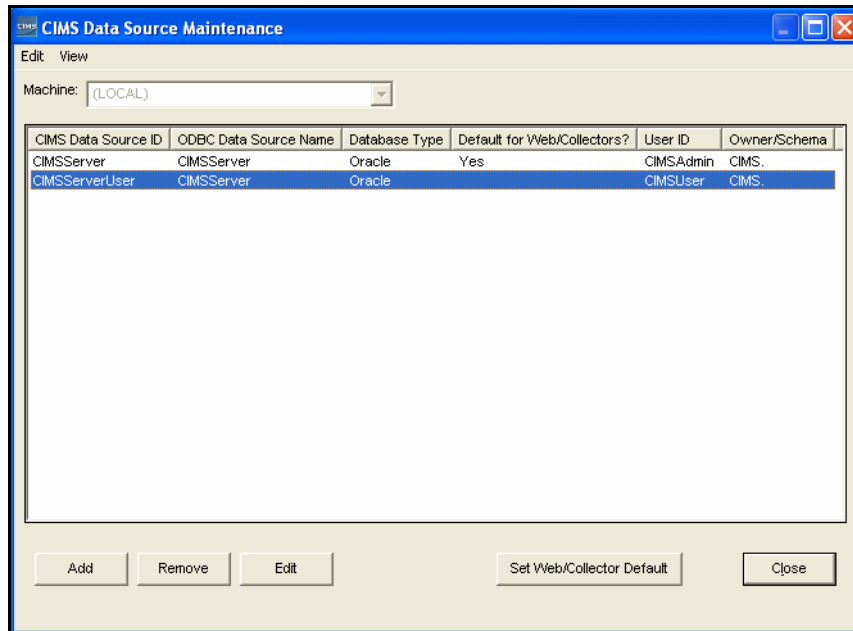 CIMS CIMS Data Source Maintenance
Edit View
Machine: (LOCAL)
CIMS Data Source ID ODBC Data Source Name Database Type Default for Web/Collectors? User ID Owner/Schema
CIMSServer CIMSServer Oracle Yes CIMSAdmin CIMS.
CIMSServerUser CIMSServer Oracle CIMSUser CIMS.
Add Remove Edit Set Web/Collector Default Close